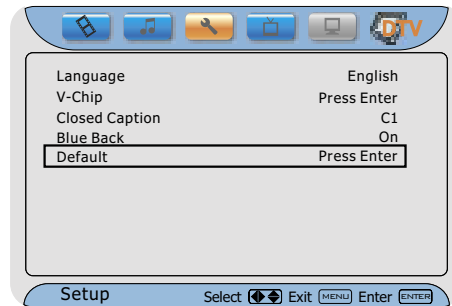 DTV
Language English
V-Chip Press Enter
Closed Caption C1
Blue Back On
Default Press Enter
Setup Select Exit MENU Enter ENTER